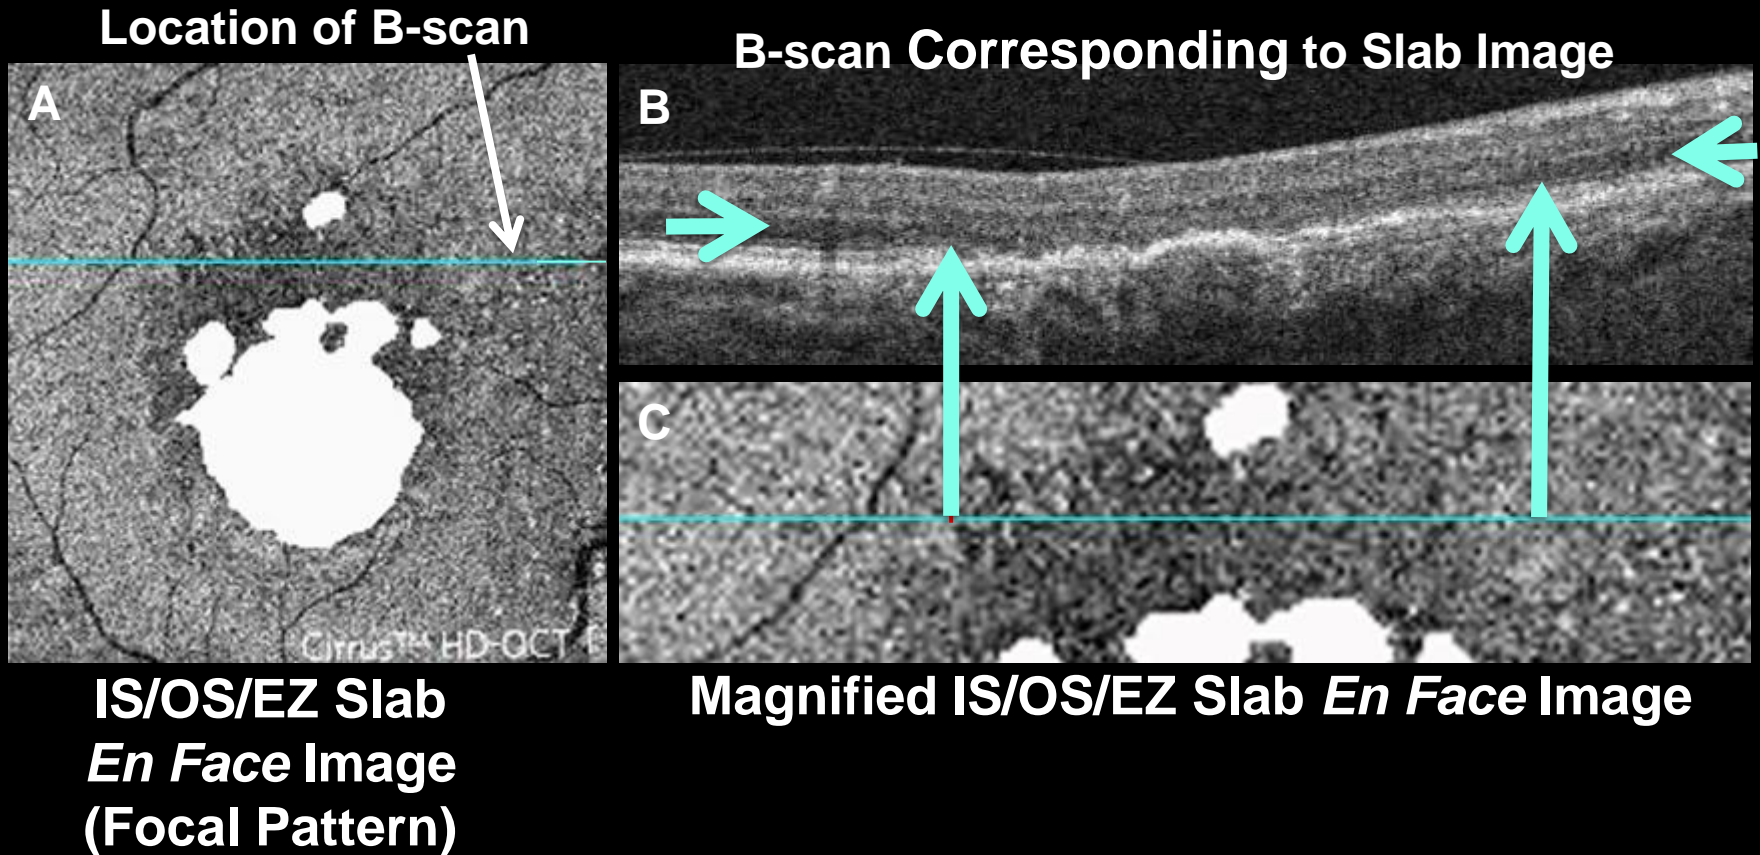 Location of B-scan
B-scan Corresponding to Slab Image
A
B
C
Cirrus™ HD-OCT
IS/OS/EZ Slab
En Face Image
(Focal Pattern)
Magnified IS/OS/EZ Slab En Face Image